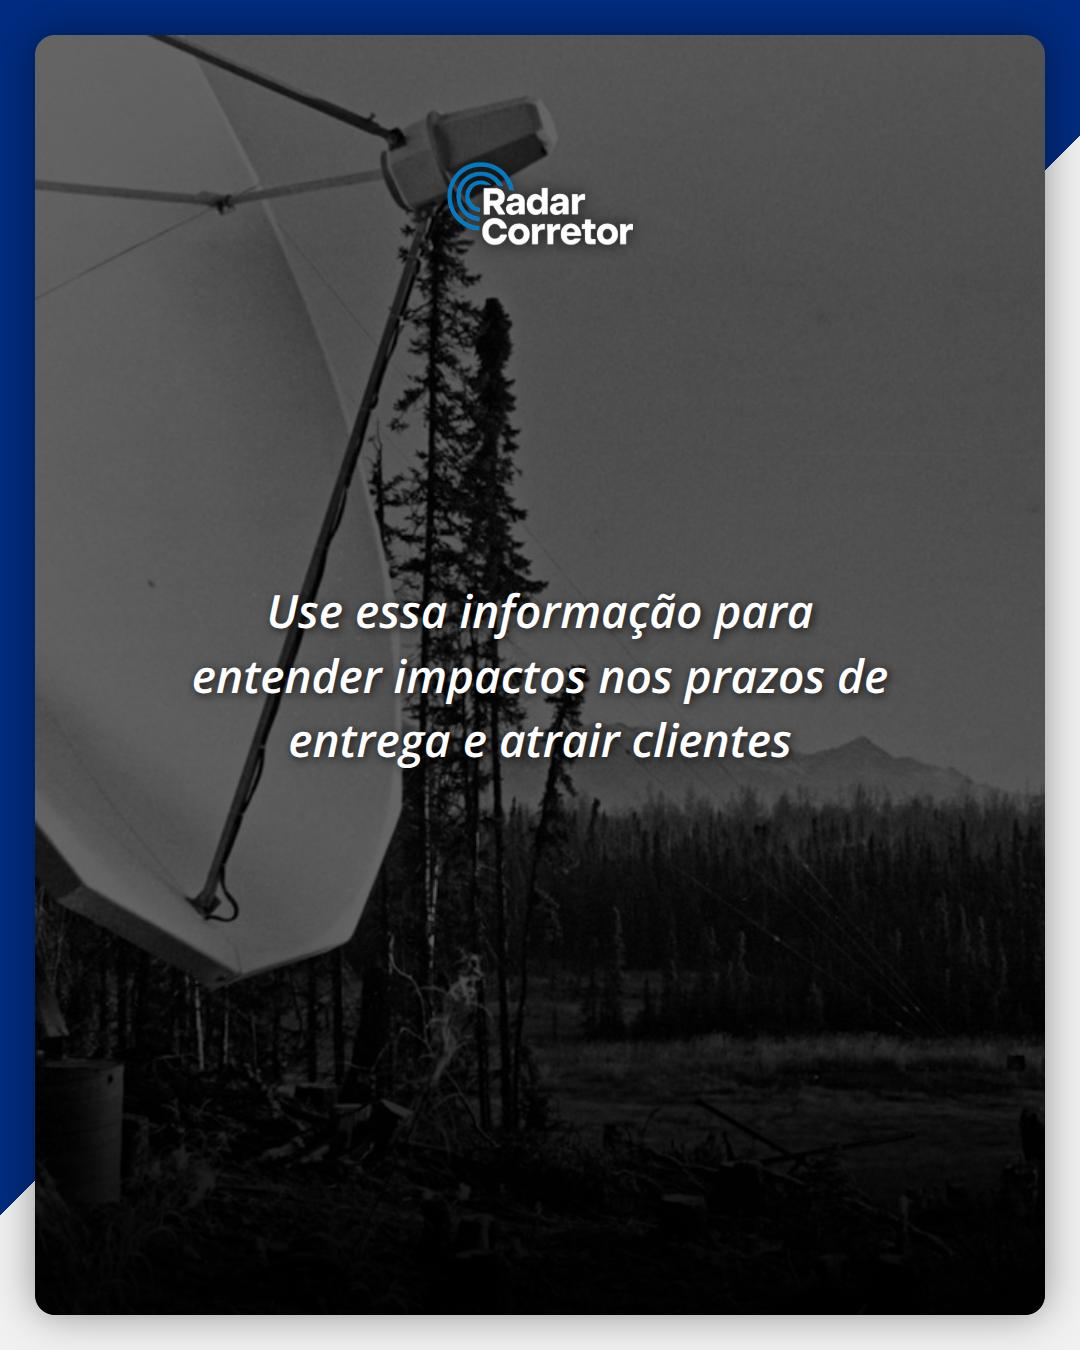 Radar
Corretor
Use essa informação para
entender impactos nos prazos de
entrega e atrair clientes